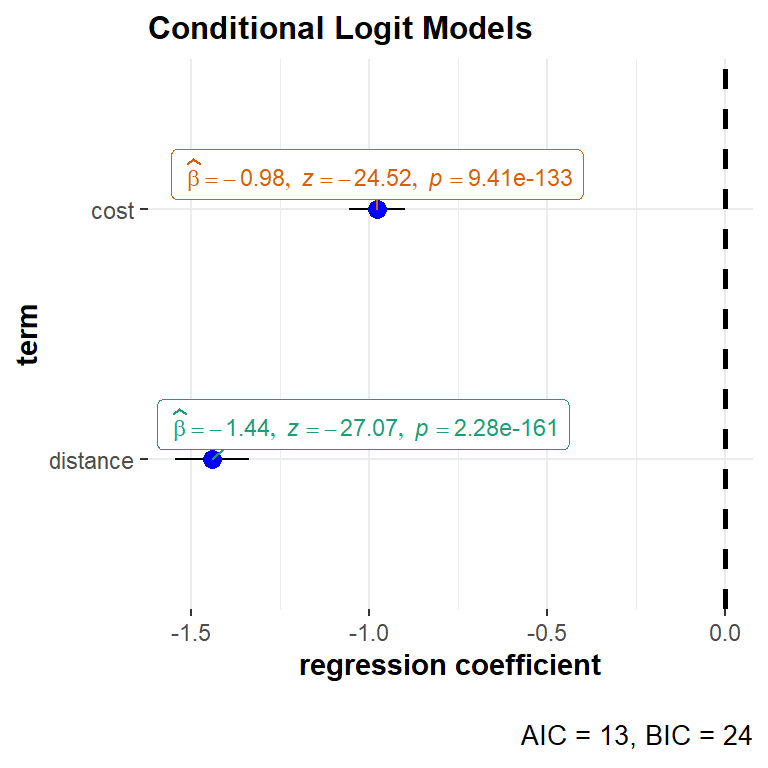 Conditional Logit Models
β̂ = −0.98, z = −24.52, p = 9.41e-133
cost
term
β̂ = −1.44, z = −27.07, p = 2.28e-161
distance
-1.5 -1.0 -0.5 0.0
regression coefficient
AIC = 13, BIC = 24